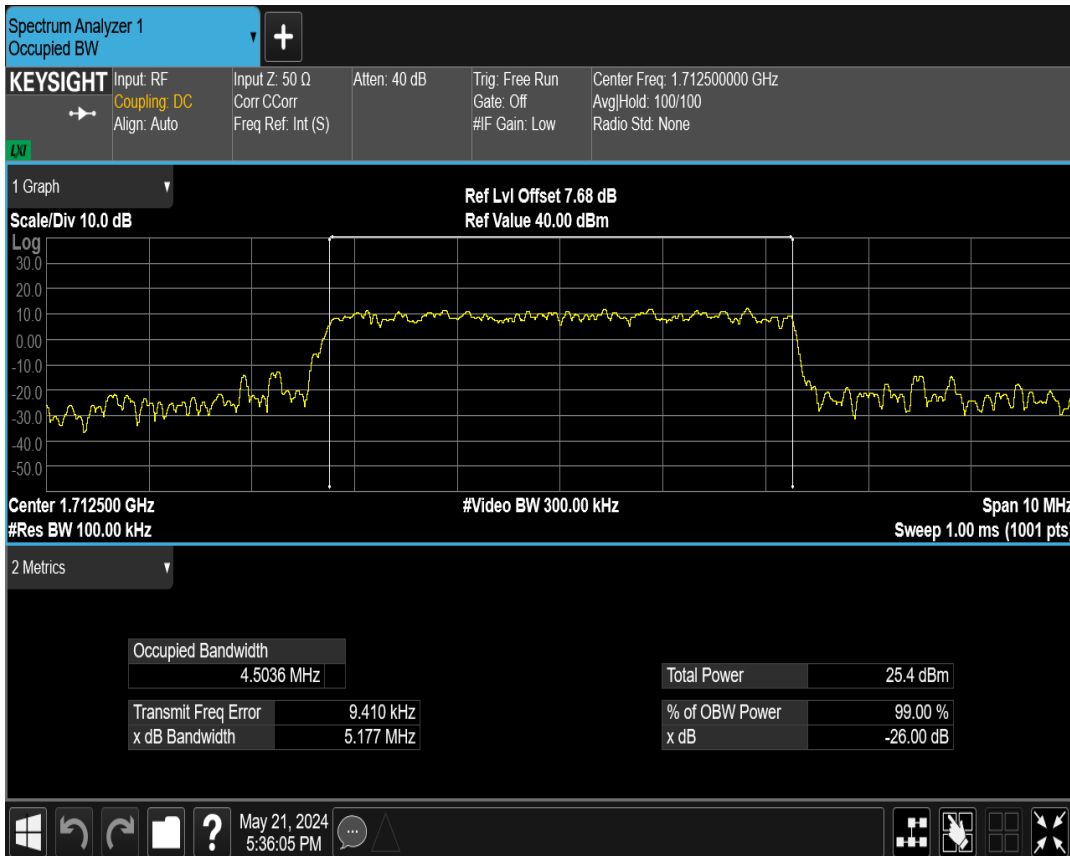 Spectrum Analyzer 1
Occupied BW
+
KEYSIGHT
LXI
Input: RF
Coupling: DC
Align: Auto
Input Z: 50 Ω
Corr CCorr
Freq Ref: Int (S)
Atten: 40 dB
Trig: Free Run
Gate: Off
#IF Gain: Low
Center Freq: 1.712500000 GHz
Avg|Hold: 100/100
Radio Std: None
1 Graph
Scale/Div 10.0 dB
Ref Lvl Offset 7.68 dB
Ref Value 40.00 dBm
Log
30.0
20.0
10.0
0.00
-10.0
-20.0
-30.0
-40.0
-50.0
Center 1.712500 GHz
#Video BW 300.00 kHz
Span 10 MHz
#Res BW 100.00 kHz
Sweep 1.00 ms (1001 pts)
2 Metrics
Occupied Bandwidth
4.5036 MHz
Total Power 25.4 dBm
Transmit Freq Error 9.410 kHz
% of OBW Power 99.00 %
x dB Bandwidth 5.177 MHz
x dB -26.00 dB
?
May 21, 2024
5:36:05 PM